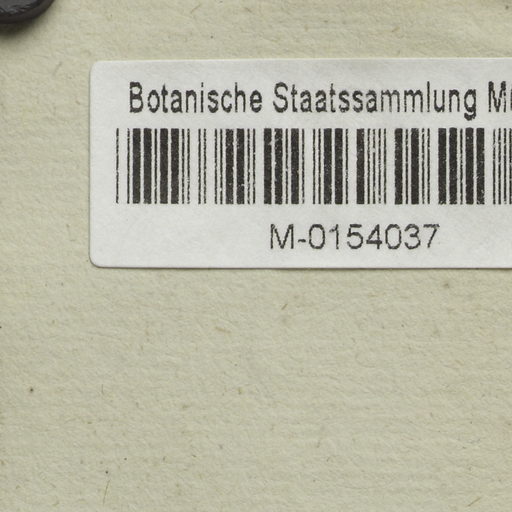 Botanische Staatssammlung
M-0154037